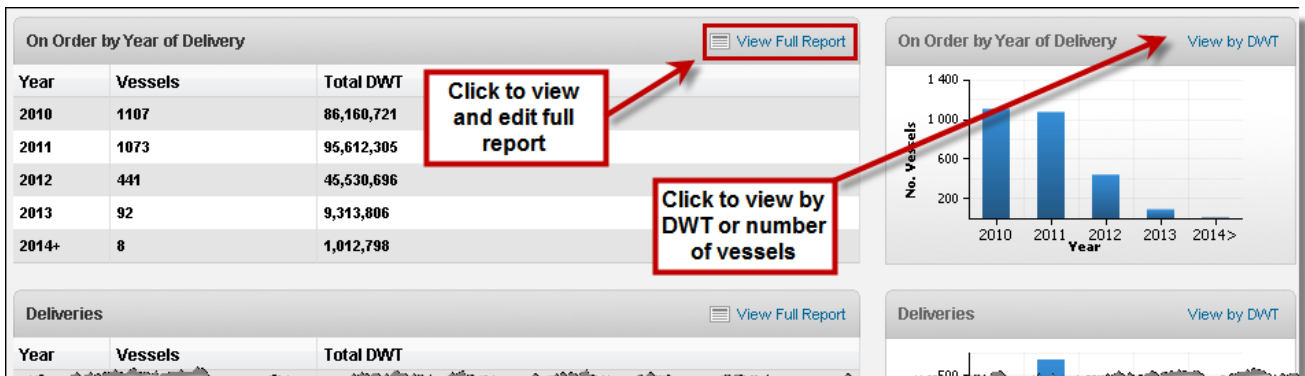 On Order by Year of Delivery
View Full Report
Year Vessels Total DWT
2010 1107 86,160,721
2011 1073 95,612,305
2012 441 45,530,696
2013 92 9,313,806
2014+ 8 1,012,798
Click to view
and edit full
report
Click to view by
DWT or number
of vessels
On Order by Year of Delivery
View by DWT
No. Vessels
1 400
1 000
600
200
2010 2011 2012 2013 2014>
Year
Deliveries
View Full Report
Year Vessels Total DWT
Deliveries
View by DWT